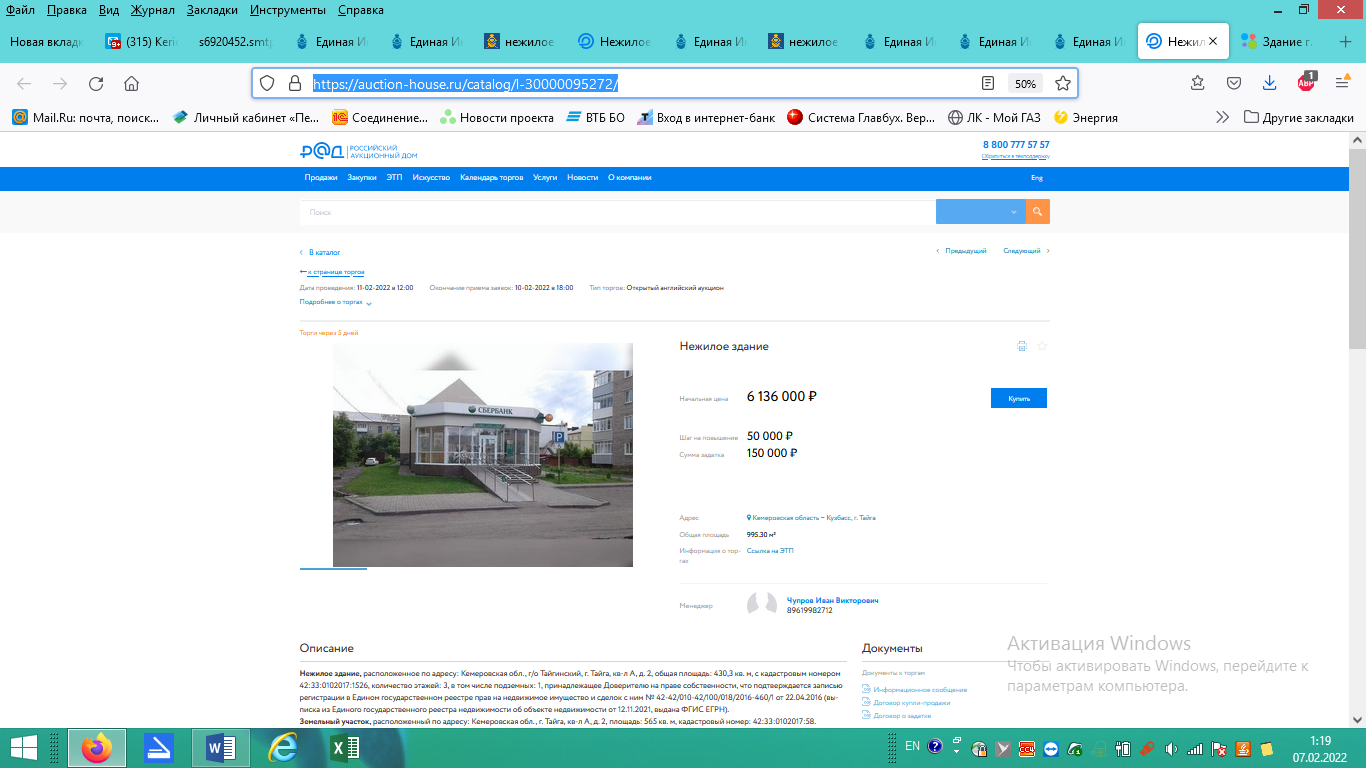 Файл Правка Вид Журнал Закладки Инструменты Справка
Новая вкладк (315) Keri s6920452.smtp Единая И Единая И нежилое Нежилое Единая И нежилое Единая И Единая И Единая И Нежил Здание г.
https://auction-house.ru/catalog/l-30000095272/ 50% ABP 1
Mail.Ru: почта, поиск... Личный кабинет «Пе... Соединение... Новости проекта ВТБ БО Вход в интернет-банк Система Главбух. Вер... ЛК - Мой ГАЗ Энергия Другие закладки
РАД РОССИЙСКИЙ АУКЦИОННЫЙ ДОМ
8 800 777 57 57
Обратиться в техподдержку
Продажи Закупки ЭТП Искусство Календарь торгов Услуги Новости О компании Eng
Поиск
В каталог Предыдущий Следующий
к странице торгов
Дата проведения: 11-02-2022 в 12:00 Окончание приема заявок: 10-02-2022 в 18:00 Тип торгов: Открытый английский аукцион
Подробнее о торгах
Торги через 5 дней
СБЕРБАНК
P
Нежилое здание
Начальная цена 6 136 000 ₽ Купить
Шаг на повышение 50 000 ₽
Сумма задатка 150 000 ₽
Адрес Кемеровская область – Кузбасс, г. Тайга
Общая площадь 995.30 м²
Информация о тор-гах Ссылка на ЭТП
Менеджер Чупров Иван Викторович
89619982712
Описание
Нежилое здание, расположенное по адресу: Кемеровская обл., г/о Тайгинский, г. Тайга, кв-л А, д. 2, общая площадь: 430,3 кв. м, с кадастровым номером
42:33:0102017:1526, количество этажей: 3, в том числе подземных: 1, принадлежащее Доверителю на праве собственности, что подтверждается записью
регистрации в Едином государственном реестре прав на недвижимое имущество и сделок с ним № 42-42/010-42/100/018/2016-460/1 от 22.04.2016 (вы-
писка из Единого государственного реестра недвижимости об объекте недвижимости от 12.11.2021, выдана ФГИС ЕГРН).
Земельный участок, расположенный по адресу: Кемеровская обл., г. Тайга, кв-л А, д. 2, площадь: 565 кв. м, кадастровый номер: 42:33:0102017:58.
Документы
Документы к торгам
Информационное сообщение
Договор купли-продажи
Договор о задатке
Активация Windows
Чтобы активировать Windows, перейдите к
параметрам компьютера.
EN 1:19
07.02.2022